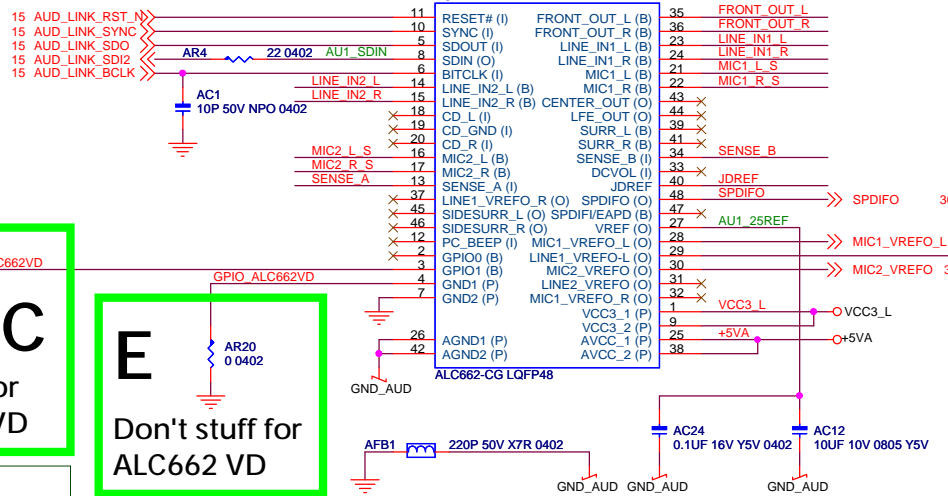 15 AUD_LINK_RST_N
15 AUD_LINK_SYNC
15 AUD_LINK_SDO
15 AUD_LINK_SDI2
15 AUD_LINK_BCLK
AR4 22 0402 AU1_SDIN
AC1
10P 50V NPO 0402
LINE_IN2_L
LINE_IN2_R
MIC2_L_S
MIC2_R_S
SENSE_A
11 RESET# (I)
10 SYNC (I)
5 SDOUT (I)
8 SDIN (O)
6 BITCLK (I)
14 LINE_IN2_L (B)
15 LINE_IN2_R (B)
18 CD_L (I)
19 CD_GND (I)
20 CD_R (I)
16 MIC2_L (B)
17 MIC2_R (B)
13 SENSE_A (I)
37 LINE1_VREFO_R (O)
45 SIDESURR_L (O)
46 SIDESURR_R (O)
12 PC_BEEP (I)
2 GPIO0 (B)
3 GPIO1 (B)
4 GND1 (P)
7 GND2 (P)
26 AGND1 (P)
42 AGND2 (P)
FRONT_OUT_L (B) 35 FRONT_OUT_L
FRONT_OUT_R (B) 36 FRONT_OUT_R
LINE_IN1_L (B) 23 LINE_IN1_L
LINE_IN1_R (B) 24 LINE_IN1_R
MIC1_L (B) 21 MIC1_L_S
MIC1_R (B) 22 MIC1_R_S
CENTER_OUT (O) 43
LFE_OUT (O) 44
SURR_L (B) 39
SURR_R (B) 41
SENSE_B (I) 34 SENSE_B
DCVOL (I) 33
JDREF 40 JDREF
SPDIFO (O) 48 SPDIFO
SPDIFI/EAPD (B) 47
VREF (O) 27 AU1_25REF
MIC1_VREFO_L (O) 28
LINE1_VREFO-L (O) 29
MIC2_VREFO (O) 30
LINE2_VREFO (O) 31
MIC1_VREFO_R (O) 32
VCC3_1 (P) 1 VCC3_L
VCC3_2 (P) 9
AVCC_1 (P) 25 +5VA
AVCC_2 (P) 38
ALC662-CG LQFP48
SPDIFO
MIC1_VREFO_L
MIC2_VREFO
VCC3_L
+5VA
C662VD
C
or
VD
GPIO_ALC662VD
AR20
0 0402
E
Don't stuff for
ALC662 VD
GND_AUD
AFB1 220P 50V X7R 0402
GND_AUD
AC24
0.1UF 16V Y5V 0402
GND_AUD
AC12
10UF 10V 0805 Y5V
GND_AUD